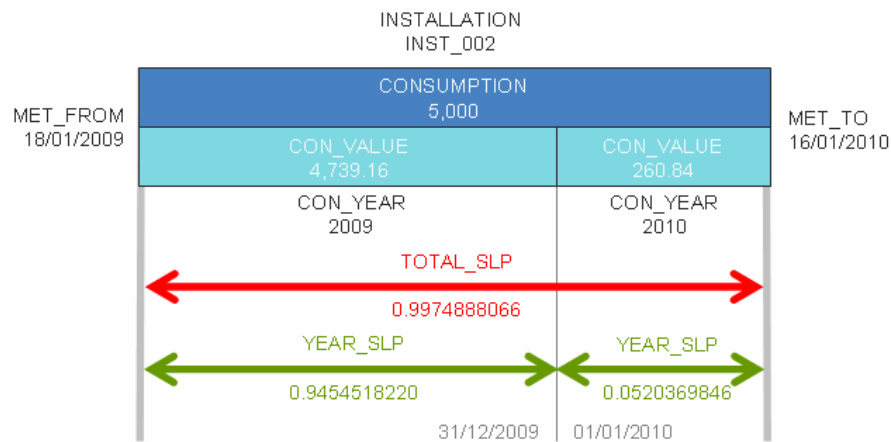 INSTALLATION
INST_002
CONSUMPTION
5,000
MET_FROM
18/01/2009
MET_TO
16/01/2010
CON_VALUE
4,739.16
CON_VALUE
260.84
CON_YEAR
2009
CON_YEAR
2010
TOTAL_SLP
0.9974888066
YEAR_SLP
0.9454518220
YEAR_SLP
0.0520369846
31/12/2009
01/01/2010